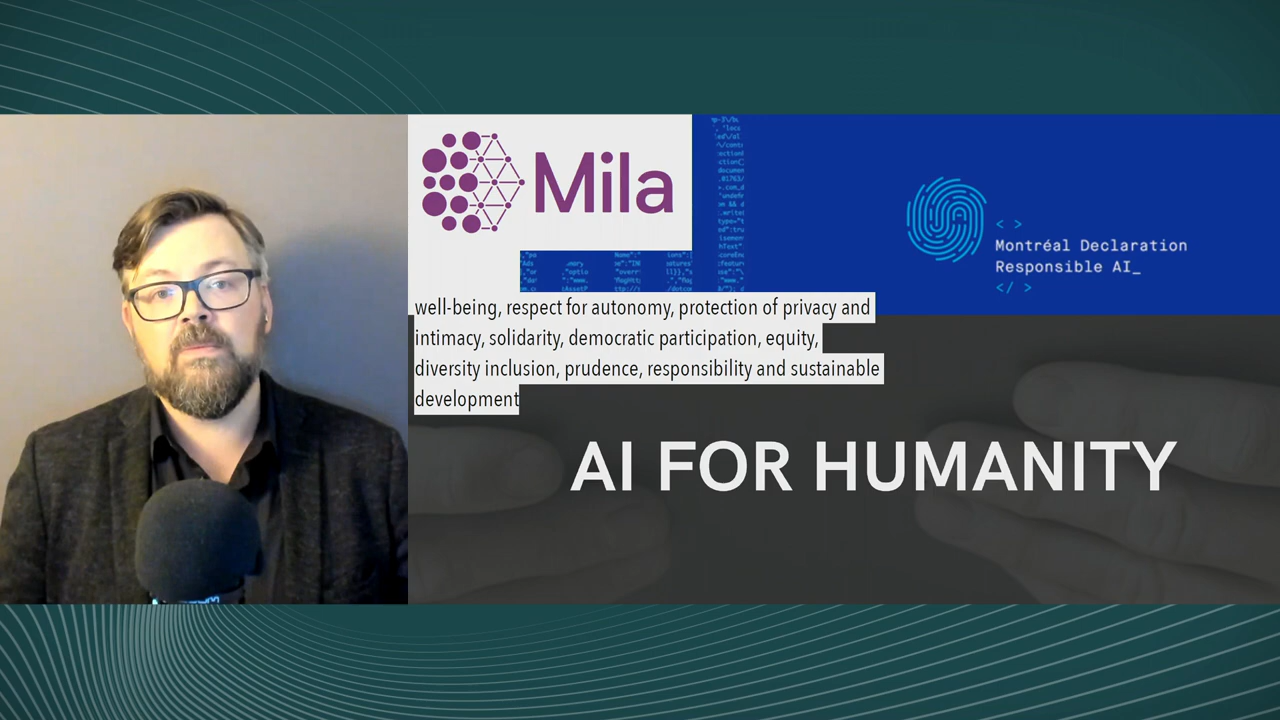 Mila
< >
Montréal Declaration
Responsible AI_
</ >
well-being, respect for autonomy, protection of privacy and
intimacy, solidarity, democratic participation, equity,
diversity inclusion, prudence, responsibility and sustainable
development
AI FOR HUMANITY